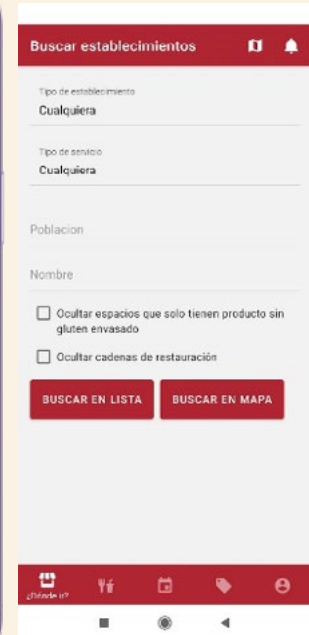 Buscar establecimientos
Tipo de establecimiento
Cualquiera
Tipo de servicio
Cualquiera
Poblacion
Nombre
Ocultar espacios que solo tienen producto sin
gluten envasado
Ocultar cadenas de restauración
BUSCAR EN LISTA BUSCAR EN MAPA
¿Dónde ir?